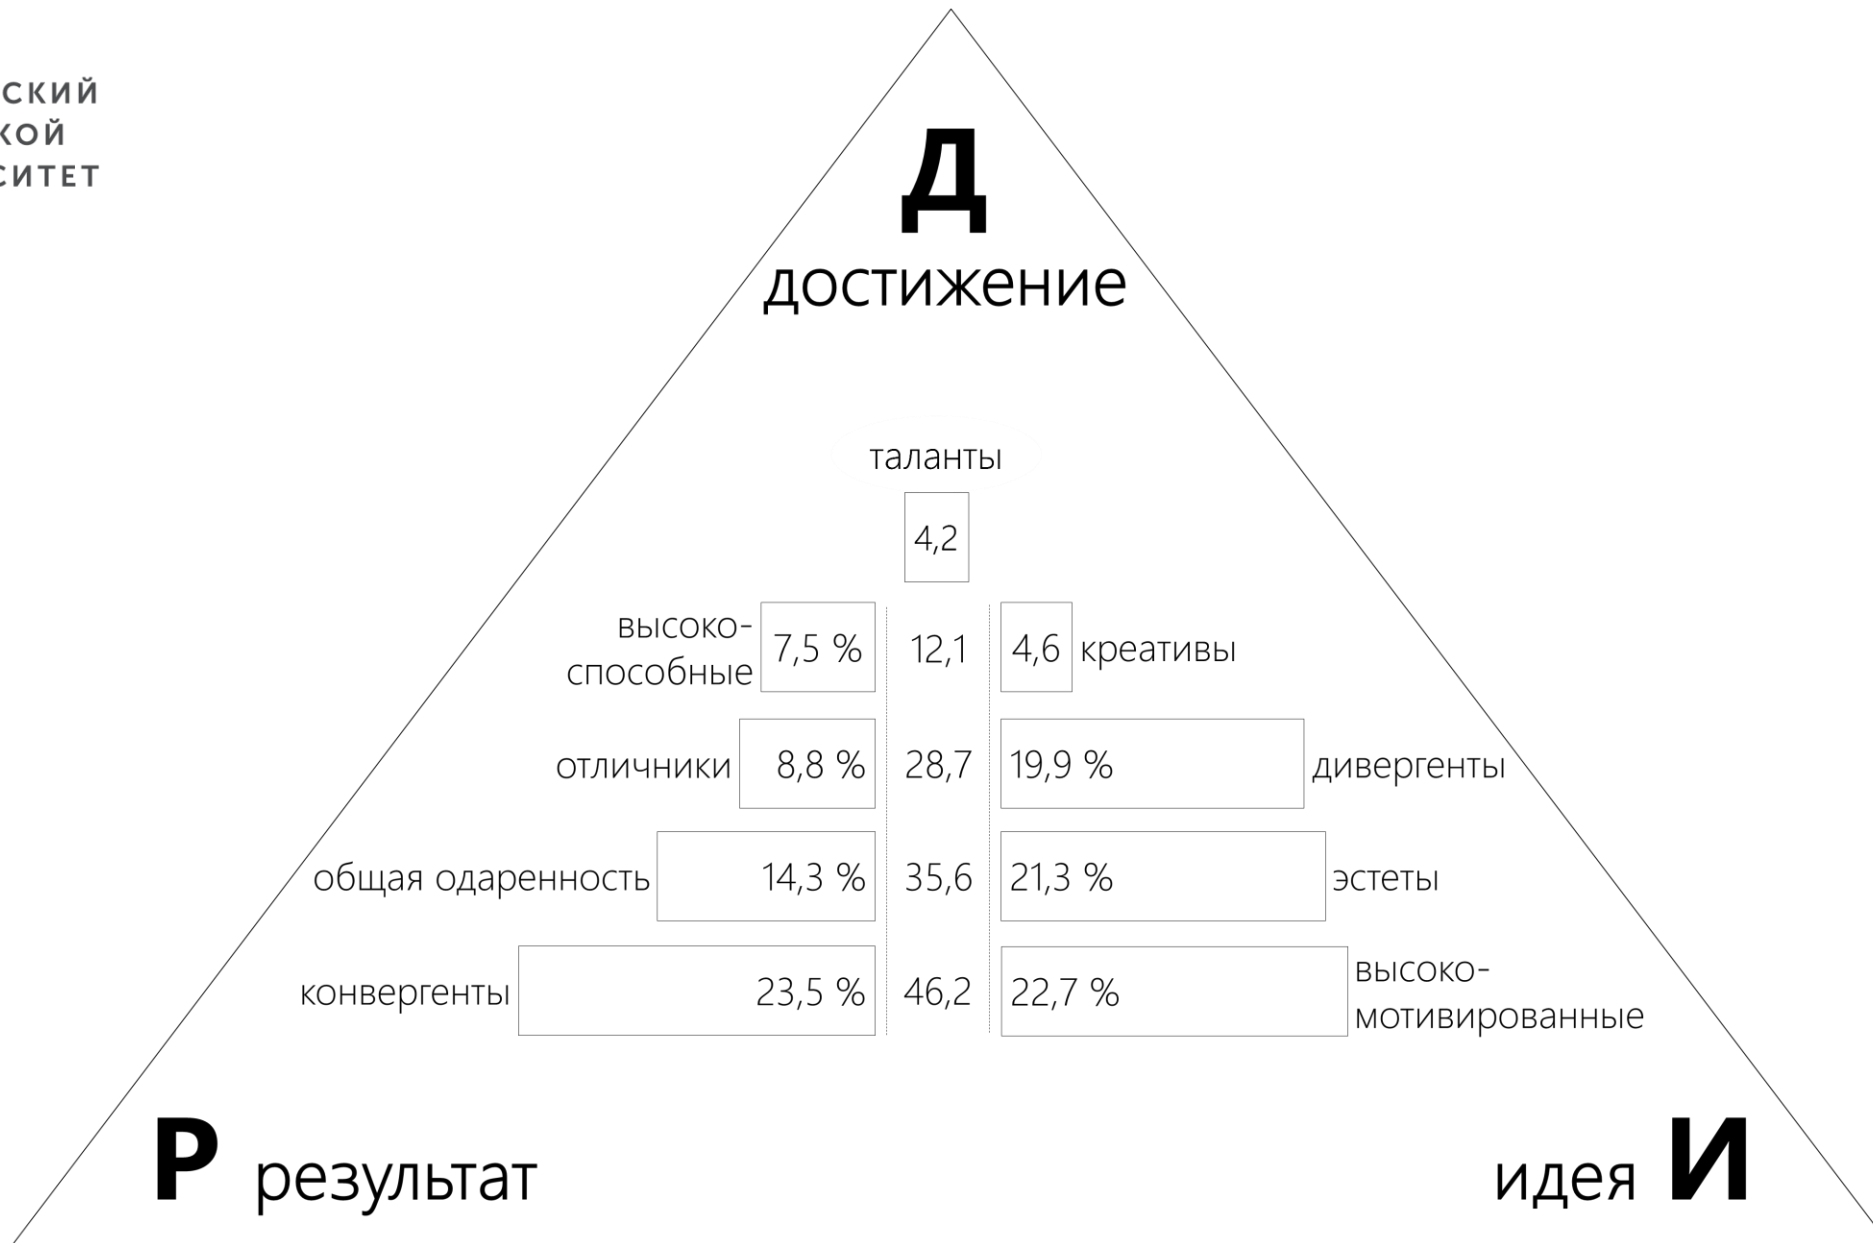 ский
кой
ситет
Д
достижение
таланты
4,2
высоко-
способные
7,5 % 12,1 4,6 креативы
отличники 8,8 % 28,7 19,9 % дивергенты
общая одаренность 14,3 % 35,6 21,3 % эстеты
конвергенты 23,5 % 46,2 22,7 %
высоко-
мотивированные
Р результат
идея И